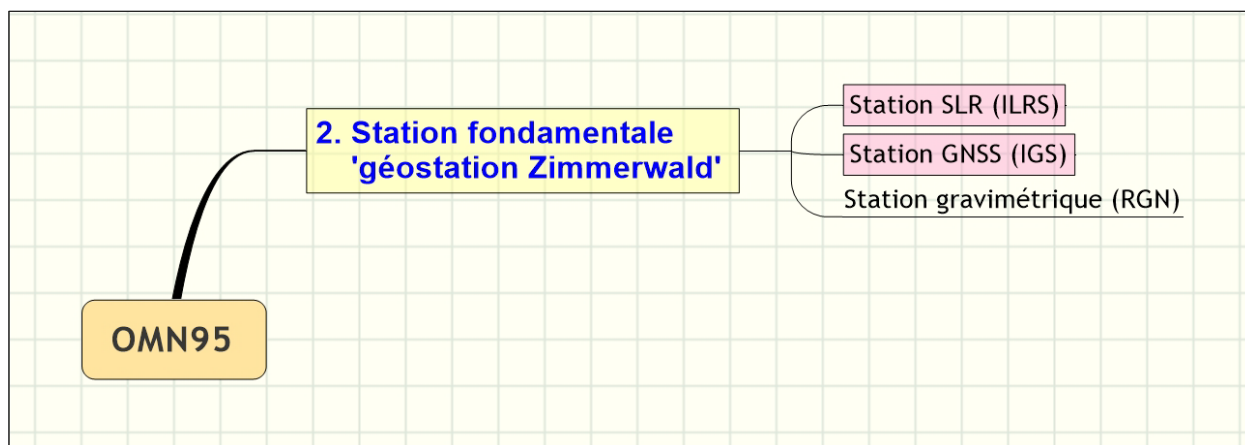 Station SLR (ILRS)
2. Station fondamentale
'géostation Zimmerwald'
Station GNSS (IGS)
Station gravimétrique (RGN)
OMN95